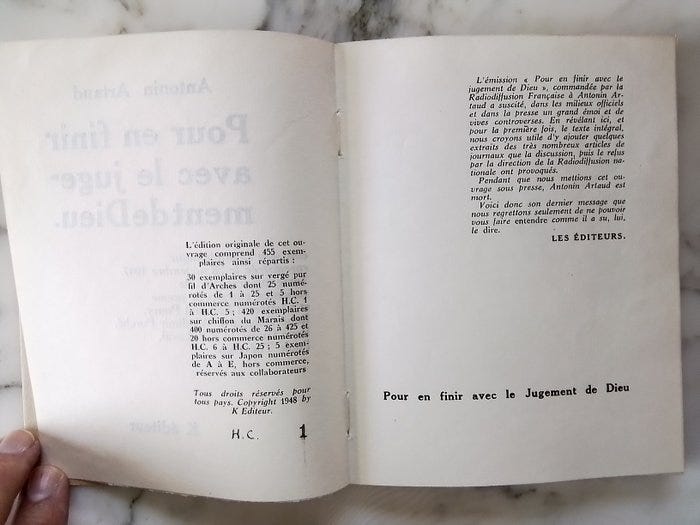 L'édition originale de cet ou-
vrage comprend 455 exem-
plaires ainsi répartis :
30 exemplaires sur vergé pur
fil d'Arches dont 25 numé-
rotés de 1 à 25 et 5 hors
commerce numérotés H.C. 1
à H.C. 5 ; 420 exemplaires
sur chiffon du Marais dont
400 numérotés de 26 à 425 et
20 hors commerce numérotés
H.C. 6 à H.C. 25 ; 5 exem-
plaires sur Japon numérotés
de A à E, hors commerce,
réservés aux collaborateurs
Tous droits réservés pour
tous pays. Copyright 1948 by
K Editeur.
H.C. 1
L'émission « Pour en finir avec le
jugement de Dieu », commandée par la
Radiodiffusion Française à Antonin Ar-
taud a suscité, dans les milieux officiels
et dans la presse un grand émoi et de
vives controverses. En révélant ici, et
pour la première fois, le texte intégral,
nous croyons utile d'y ajouter quelques
extraits des très nombreux articles de
journaux que la discussion, puis le refus
par la direction de la Radiodiffusion na-
tionale ont provoqués.
Pendant que nous mettions cet ou-
vrage sous presse, Antonin Artaud est
mort.
Voici donc son dernier message que
nous regrettons seulement de ne pouvoir
vous faire entendre comme il a su, lui,
le dire.
LES ÉDITEURS.
Pour en finir avec le Jugement de Dieu